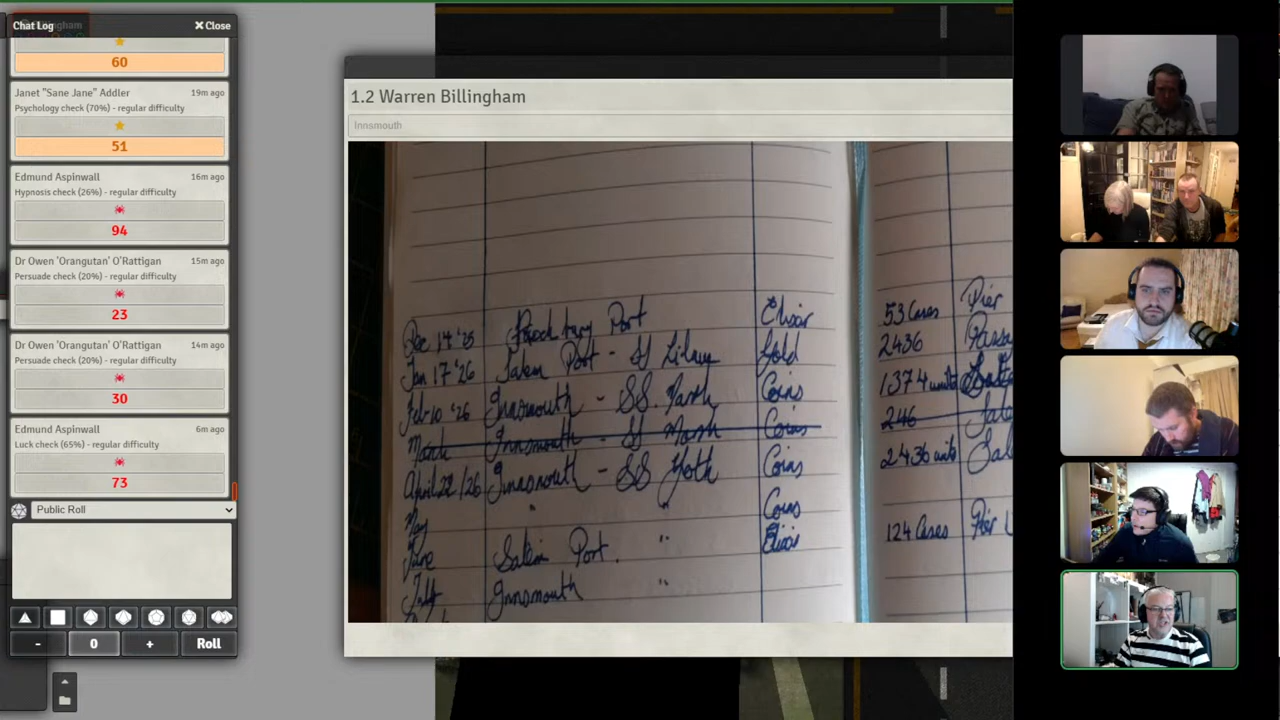 Chat Log
Close
60
Janet "Sane Jane" Addler
19m ago
Psychology check (70%) - regular difficulty
51
Edmund Aspinwall
16m ago
Hypnosis check (26%) - regular difficulty
94
Dr Owen 'Orangutan' O'Rattigan
15m ago
Persuade check (20%) - regular difficulty
23
Dr Owen 'Orangutan' O'Rattigan
14m ago
Persuade check (20%) - regular difficulty
30
Edmund Aspinwall
6m ago
Luck check (65%) - regular difficulty
73
Public Roll
- 0 + Roll
1.2 Warren Billingham
Innsmouth
Dec 14 '25 Port Elixir 53 Cases Pier
Jan 17 '26 Salem Port - Gold 2436
Feb 10 '26 Innsmouth - SS. Coins 1374 units
March Innsmouth - Coins 246
April 22/26 Innsmouth - SS Yoth Coins 2436 units
May " " Coins
June Salem Port. " Elixir 124 Cases Pier
July Innsmouth "